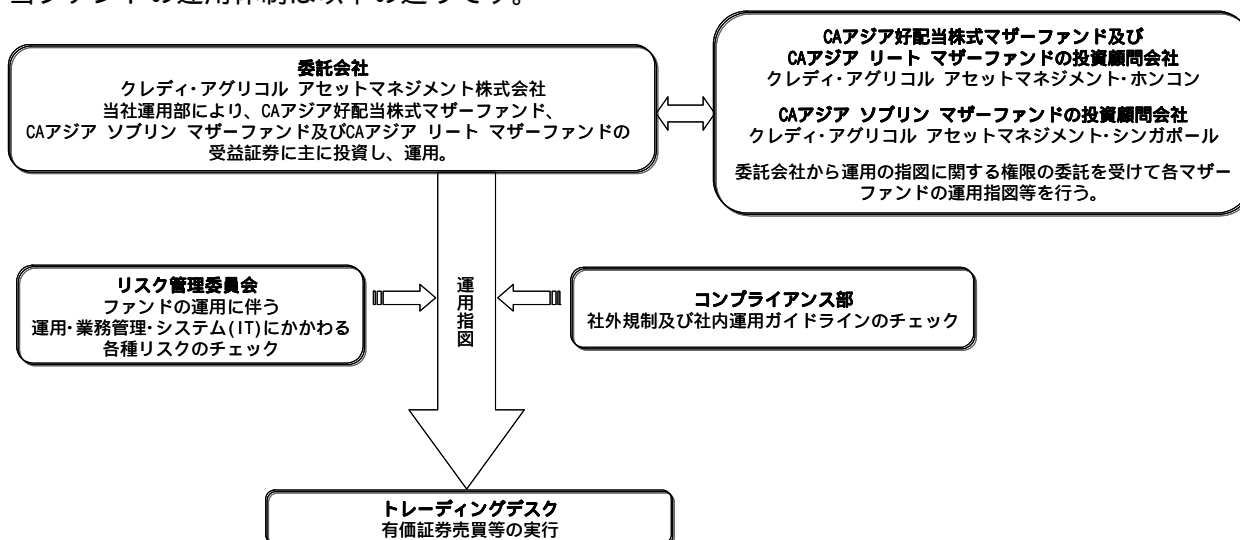 当ファンドの運用体制は以下の通りです。
委託会社
クレディ・アグリコル アセットマネジメント株式会社
当社運用部により、CAアジア好配当株式マザーファンド、
CAアジア ソブリン マザーファンド及びCAアジア リート マザーファンドの
受益証券に主に投資し、運用。
CAアジア好配当株式マザーファンド及び
CAアジア リート マザーファンドの投資顧問会社
クレディ・アグリコル アセットマネジメント・ホンコン
CAアジア ソブリン マザーファンドの投資顧問会社
クレディ・アグリコル アセットマネジメント・シンガポール
委託会社から運用の指図に関する権限の委託を受けて各マザー
ファンドの運用指図等を行う。
リスク管理委員会
ファンドの運用に伴う
運用・業務管理・システム(IT)にかかわる
各種リスクのチェック
運用指図
コンプライアンス部
社外規制及び社内運用ガイドラインのチェック
トレーディングデスク
有価証券売買等の実行